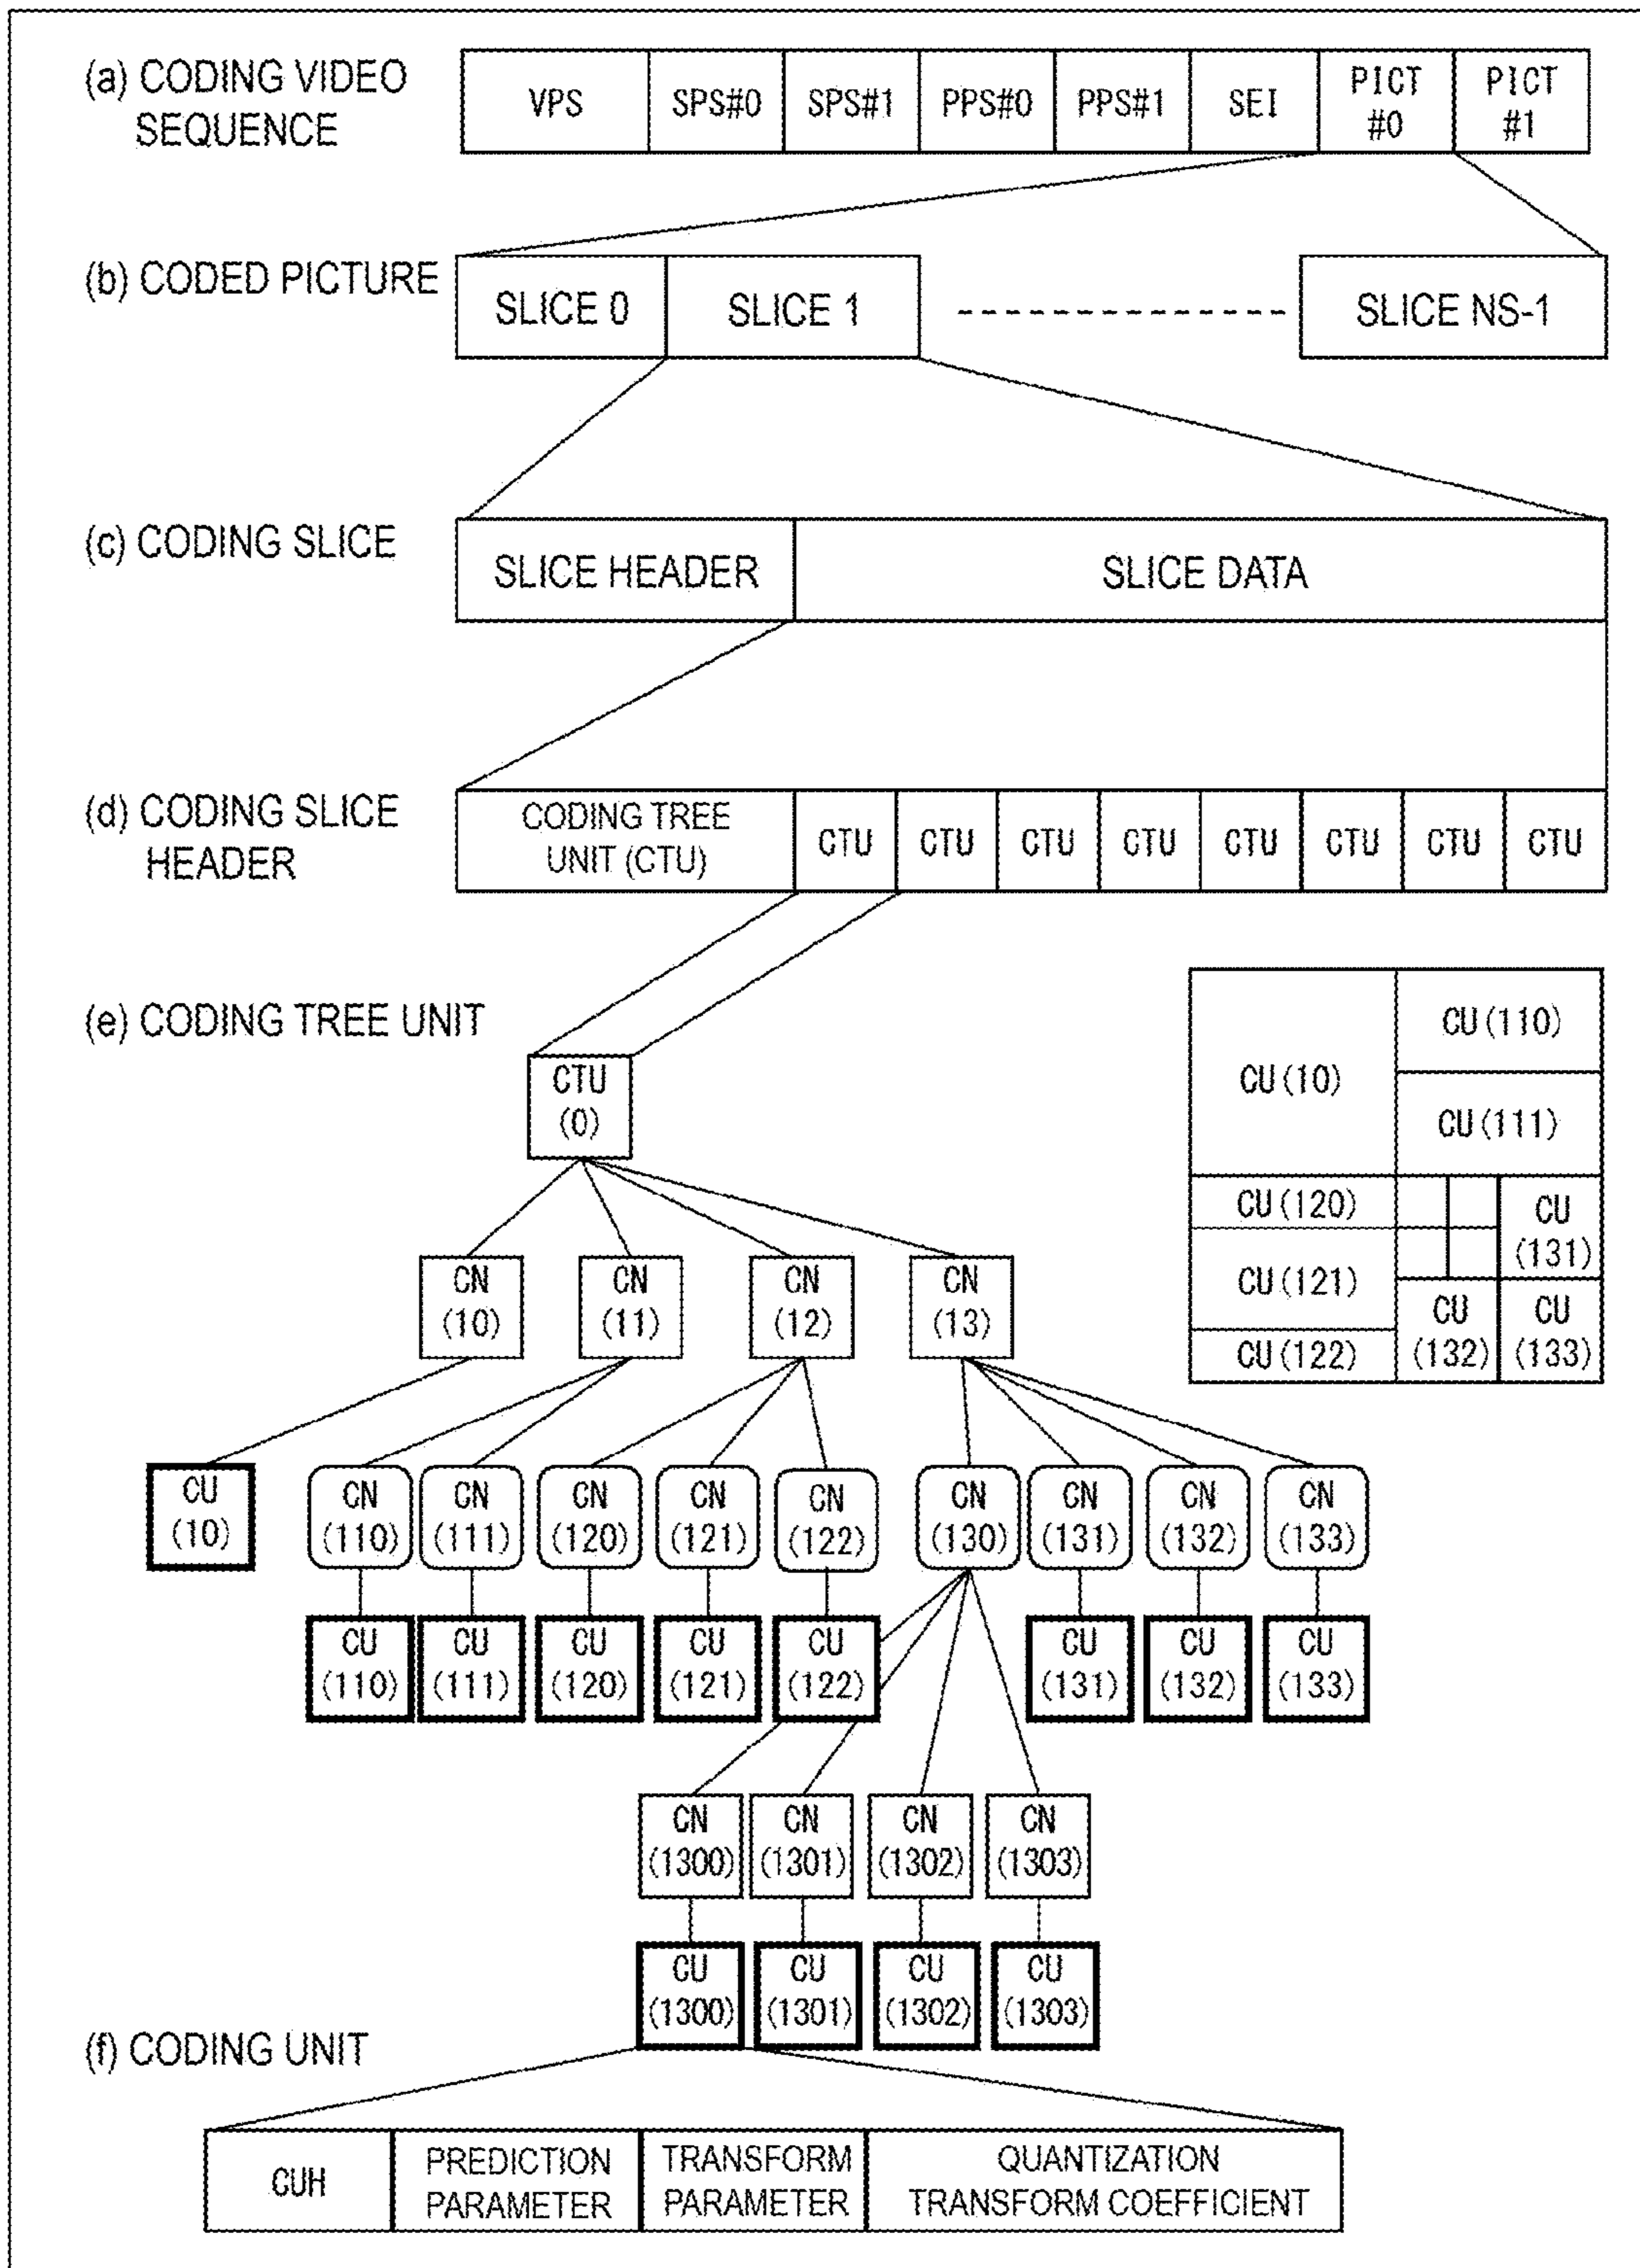 (a) CODING VIDEO
SEQUENCE
VPS
SPS#0
SPS#1
PPS#0
PPS#1
SEI
PICT
#0
PICT
#1
(b) CODED PICTURE
SLICE 0
SLICE 1
SLICE NS-1
(c) CODING SLICE
SLICE HEADER
SLICE DATA
(d) CODING SLICE
HEADER
CODING TREE
UNIT (CTU)
CTU
CTU
CTU
CTU
CTU
CTU
CTU
CTU
(e) CODING TREE UNIT
CTU
(0)
CU (10)
CU (110)
CU (111)
CU (120)
CU (121)
CU (122)
CU
(131)
CU
(132)
CU
(133)
CN
(10)
CN
(11)
CN
(12)
CN
(13)
CU
(10)
CN
(110)
CN
(111)
CN
(120)
CN
(121)
CN
(122)
CN
(130)
CN
(131)
CN
(132)
CN
(133)
CU
(110)
CU
(111)
CU
(120)
CU
(121)
CU
(122)
CU
(131)
CU
(132)
CU
(133)
CN
(1300)
CN
(1301)
CN
(1302)
CN
(1303)
CU
(1300)
CU
(1301)
CU
(1302)
CU
(1303)
(f) CODING UNIT
CUH
PREDICTION
PARAMETER
TRANSFORM
PARAMETER
QUANTIZATION
TRANSFORM COEFFICIENT